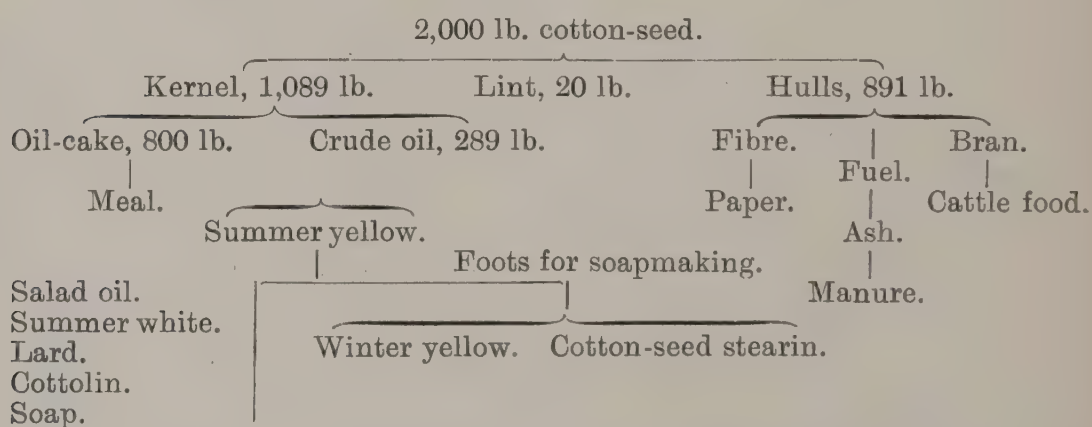 2,000 lb. cotton-seed.
Kernel, 1,089 lb. Lint, 20 lb. Hulls, 891 lb.
Oil-cake, 800 lb. Crude oil, 289 lb. Fibre. Bran.
Fuel.
Meal. Paper. Cattle food.
Summer yellow. Ash.
Foots for soapmaking.
Salad oil. Manure.
Summer white.
Winter yellow. Cotton-seed stearin.
Lard.
Cottolin.
Soap.